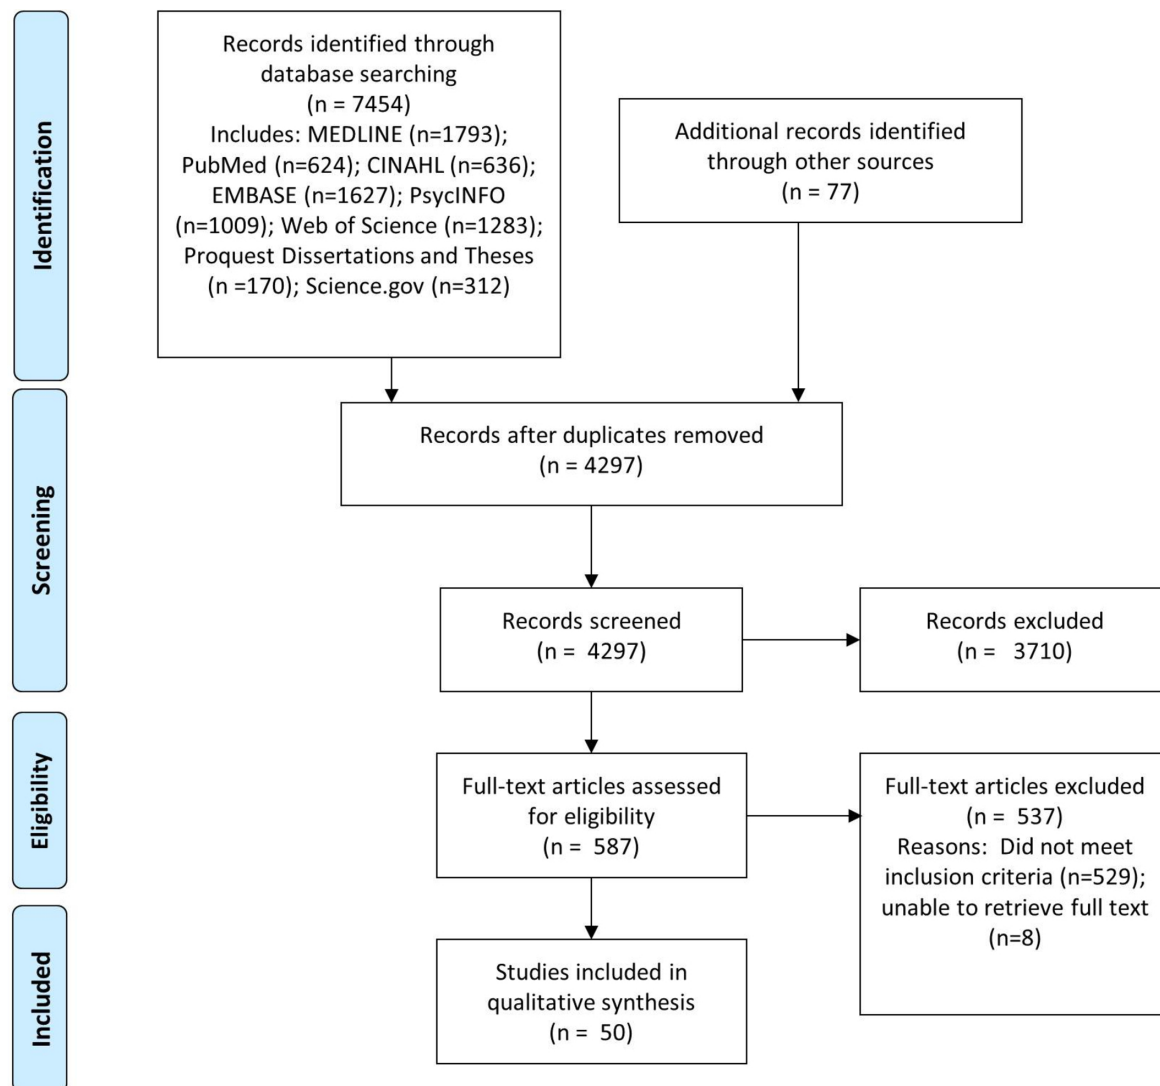 Identification
Records identified through
database searching
(n = 7454)
Includes: MEDLINE (n=1793);
PubMed (n=624); CINAHL (n=636);
EMBASE (n=1627); PsycINFO
(n=1009); Web of Science (n=1283);
Proquest Dissertations and Theses
(n =170); Science.gov (n=312)
Additional records identified
through other sources
(n = 77)
Screening
Records after duplicates removed
(n = 4297)
Records screened
(n = 4297)
Records excluded
(n = 3710)
Eligibility
Full-text articles assessed
for eligibility
(n = 587)
Full-text articles excluded
(n = 537)
Reasons: Did not meet
inclusion criteria (n=529);
unable to retrieve full text
(n=8)
Included
Studies included in
qualitative synthesis
(n = 50)